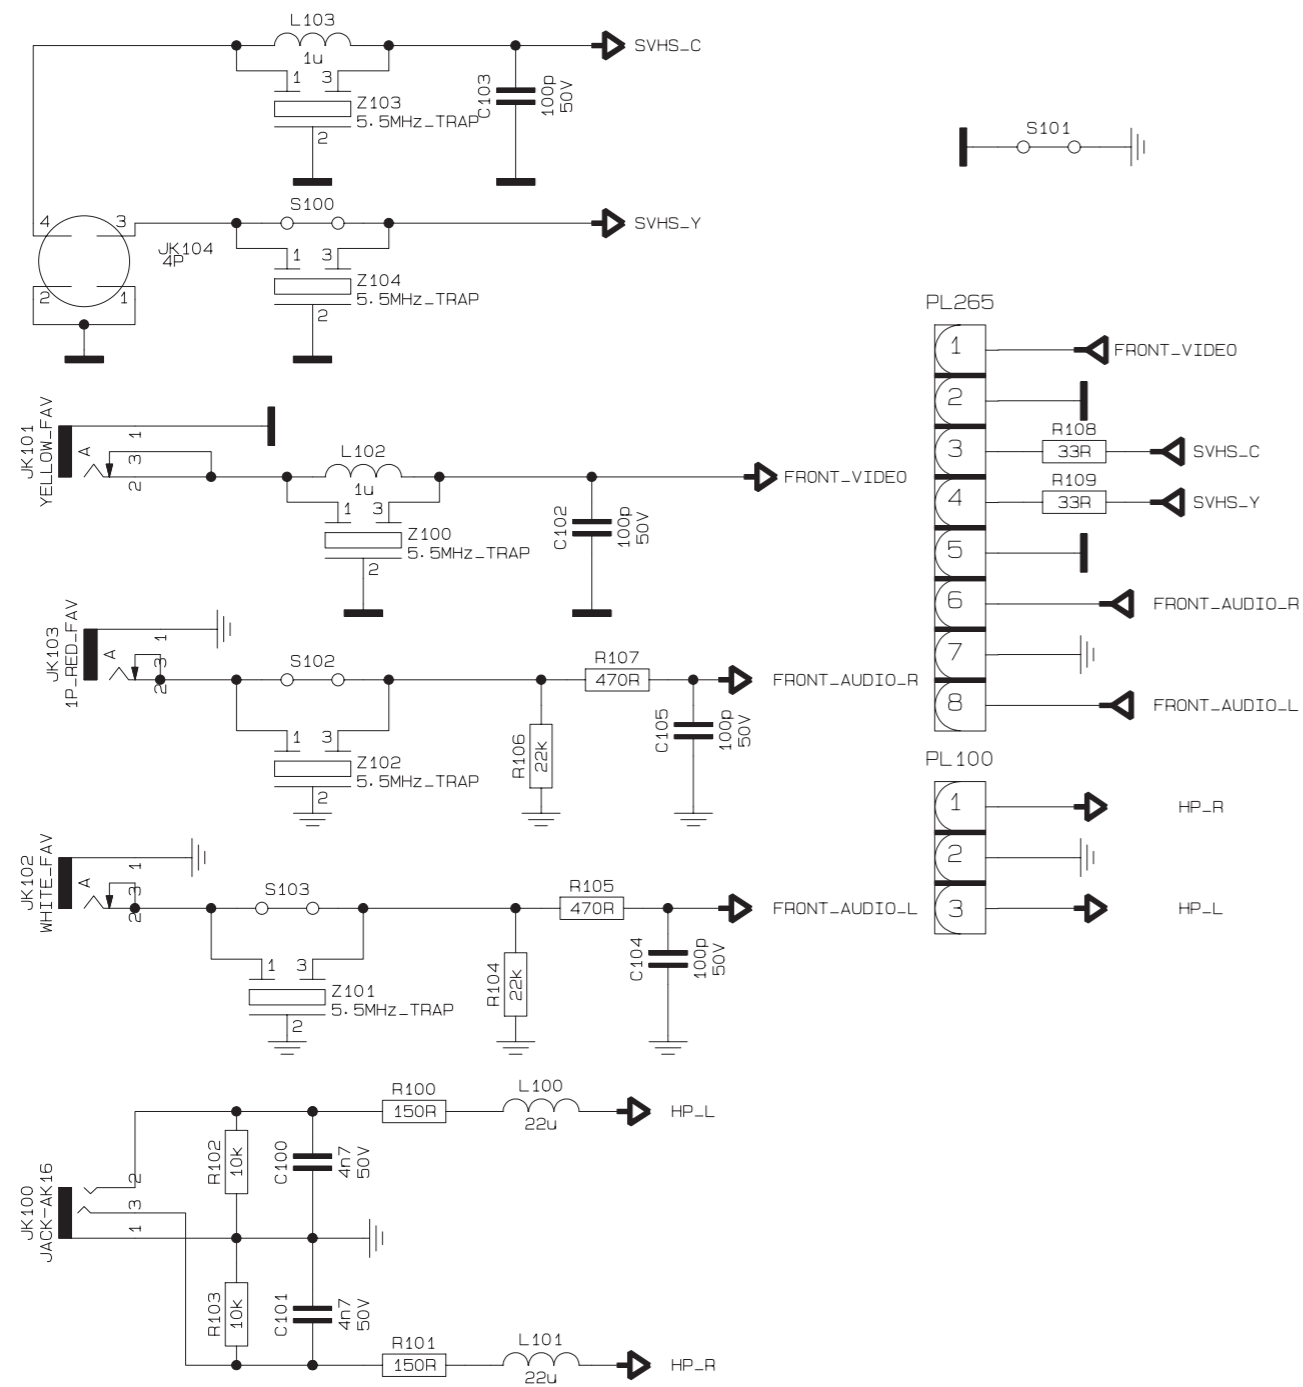 L103
1u
1 3
Z103
5.5MHz_TRAP
2
C103
100p
50V
SVHS_C
S101
4 3
JK104
4P
2 1
S100
SVHS_Y
1 3
Z104
5.5MHz_TRAP
2
JK101
YELLOW_FAV
A
1
3
2
L102
1u
1 3
Z100
5.5MHz_TRAP
2
C102
100p
50V
FRONT_VIDEO
JK103
1P_RED_FAV
A
1
3
2
S102
1 3
Z102
5.5MHz_TRAP
2
R106
22k
R107
470R
C105
100p
50V
FRONT_AUDIO_R
JK102
WHITE_FAV
A
1
3
2
S103
1 3
Z101
5.5MHz_TRAP
2
R104
22k
R105
470R
C104
100p
50V
FRONT_AUDIO_L
JK100
JACK-AK16
2
3
1
R102
10k
C100
4n7
50V
R100
150R
L100
22u
HP_L
R103
10k
C101
4n7
50V
R101
150R
L101
22u
HP_R
PL265
1 FRONT_VIDEO
2
3 R108 33R SVHS_C
4 R109 33R SVHS_Y
5
6 FRONT_AUDIO_R
7
8 FRONT_AUDIO_L
PL100
1 HP_R
2
3 HP_L